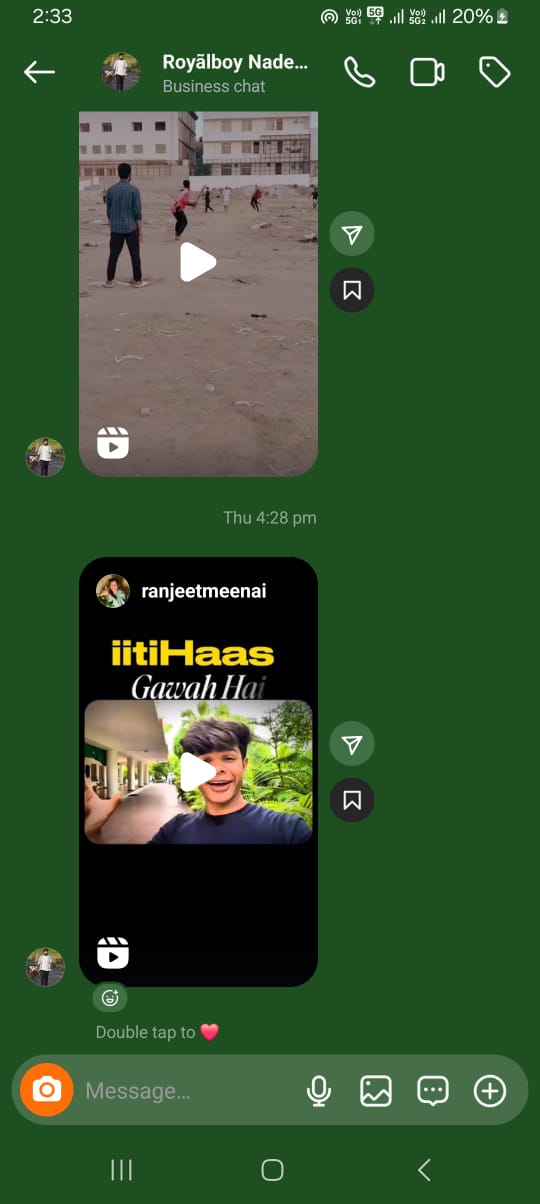 2:33
Vo)) 5G1 5G Vo)) 5G2 20%
Royãlboy Nade...
Business chat
Thu 4:28 pm
ranjeetmeenai
iitiHaas
Gawah Hai
Double tap to ❤️
Message...